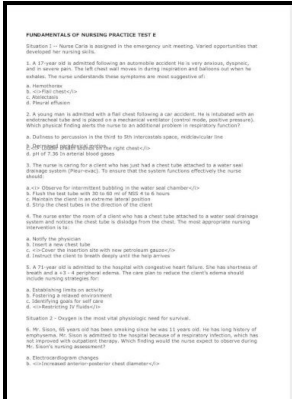 FUNDAMENTALS OF NURSING PRACTICE TEST E
Situation 1 -- Nurse Carla is assigned in the emergency unit meeting. Varied opportunities that
developed her nursing skills.
1. A 17-year old is admitted following an automobile accident He is very anxious, dyspneic,
and in severe pain. The left chest wall moves in during inspiration and balloons out when he
exhales. The nurse understands these symptoms are most suggestive of:
a. Hemothorax
b. <i>Flail chest</i>
c. Atelectasis
d. Pleural effusion
2. A young man is admitted with a flail chest following a car accident. He is intubated with an
endotracheal tube and is placed on a mechanical ventilator (control mode, positive pressure).
Which physical finding alerts the nurse to an additional problem in respiratory function?
a. Dullness to percussion in the third to 5th intercostals space, midclavicular line
b. Decreased paradoxical motion
the right chest</i>
d. pH of 7.36 in arterial blood gases
3. The nurse is caring for a client who has just had a chest tube attached to a water seal
drainage system (Pleur-evac). To ensure that the system functions effectively the nurse
should:
a.<i> Observe for intermittent bubbling in the water seal chamber</i>
b. Flush the test tube with 30 to 60 ml of NSS 4 to 6 hours
c. Maintain the client in an extreme lateral position
d. Strip the chest tubes in the direction of the client
4. The nurse enter the room of a client who has a chest tube attached to a water seal drainage
system and notices the chest tube is dislodge from the chest. The most appropriate nursing
intervention is:
a. Notify the physician
b. Insert a new chest tube
c. <i>Cover the insertion site with new petroleum gauze</i>
d. Instruct the client to breath deeply until the help arrives
5. A 71-year old is admitted to the hospital with congestive heart failure. She has shortness of
breath and a +3 - 4 peripheral edema. The care plan to reduce the client's edema should
include nursing strategies for:
a. Establishing limits on activity
b. Fostering a relaxed environment
c. Identifying goals for self care
d. <i>Restricting IV fluids</i>
Situation 2 - Oxygen is the most vital physiologic need for survival.
6. Mr. Sison, 65 years old has been smoking since he was 11 years old. He has long history of
emphysema. Mr. Sison is admitted to the hospital because of a respiratory infection, which has
not improved with outpatient therapy. Which finding would the nurse expect to observe during
Mr. Sison's nursing assessment?
a. Electrocardiogram changes
b. <i>Increased anterior-posterior chest diameter</i>